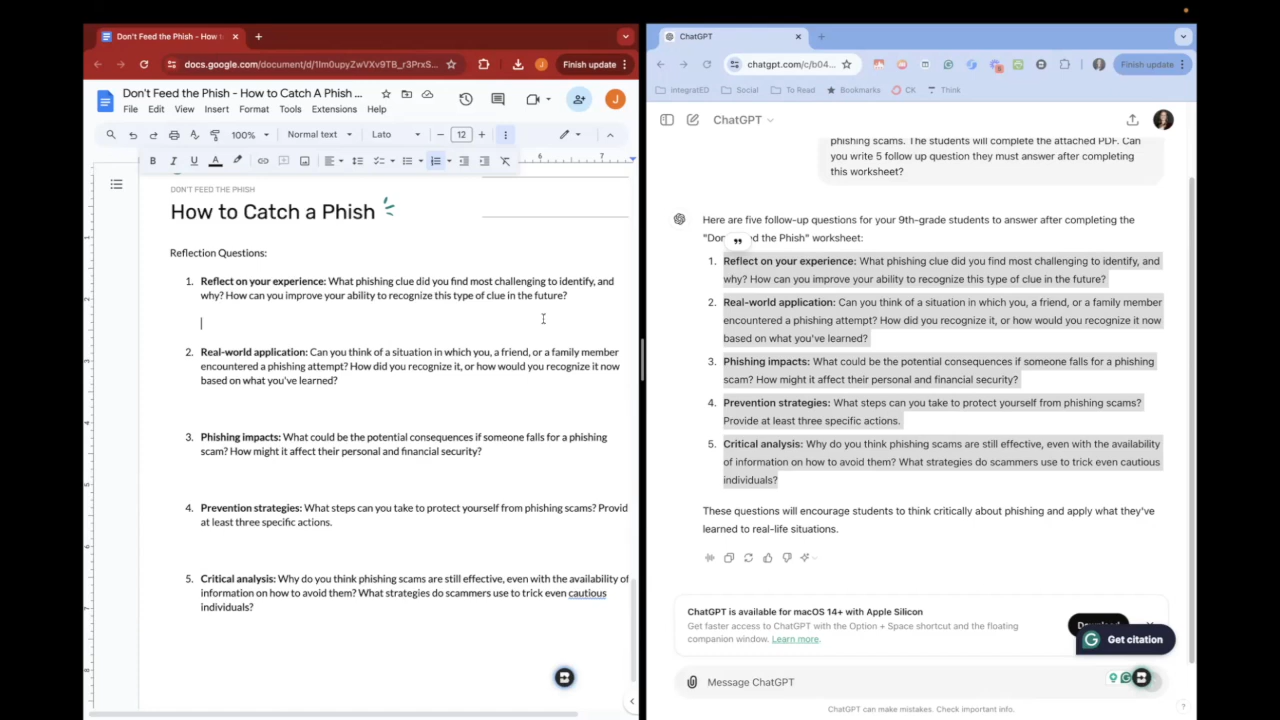 Don't Feed the Phish - How to
docs.google.com/document/d/1Im0upyZwVXv9TB_r3PrxS...
J
Finish update
Don't Feed the Phish - How to Catch A Phish ...
File Edit View Insert Format Tools Extensions Help
J
100%
Normal text
Lato
12
6 7
DON'T FEED THE PHISH
How to Catch a Phish
Reflection Questions:
1. Reflect on your experience: What phishing clue did you find most challenging to identify, and
why? How can you improve your ability to recognize this type of clue in the future?
2. Real-world application: Can you think of a situation in which you, a friend, or a family member
encountered a phishing attempt? How did you recognize it, or how would you recognize it now
based on what you've learned?
3. Phishing impacts: What could be the potential consequences if someone falls for a phishing
scam? How might it affect their personal and financial security?
4. Prevention strategies: What steps can you take to protect yourself from phishing scams? Provid
at least three specific actions.
5. Critical analysis: Why do you think phishing scams are still effective, even with the availability of
information on how to avoid them? What strategies do scammers use to trick even cautious
individuals?
ChatGPT
chatgpt.com/c/b04...
Finish update
integratED Social To Read Bookmarks CK Think
ChatGPT
phishing scams. The students will complete the attached PDF. Can
you write 5 follow up question they must answer after completing
this worksheet?
Here are five follow-up questions for your 9th-grade students to answer after completing the
"Don ed the Phish" worksheet:
1. Reflect on your experience: What phishing clue did you find most challenging to identify, and
why? How can you improve your ability to recognize this type of clue in the future?
2. Real-world application: Can you think of a situation in which you, a friend, or a family member
encountered a phishing attempt? How did you recognize it, or how would you recognize it now
based on what you've learned?
3. Phishing impacts: What could be the potential consequences if someone falls for a phishing
scam? How might it affect their personal and financial security?
4. Prevention strategies: What steps can you take to protect yourself from phishing scams?
Provide at least three specific actions.
5. Critical analysis: Why do you think phishing scams are still effective, even with the availability
of information on how to avoid them? What strategies do scammers use to trick even cautious
individuals?
These questions will encourage students to think critically about phishing and apply what they've
learned to real-life situations.
ChatGPT is available for macOS 14+ with Apple Silicon
Get faster access to ChatGPT with the Option + Space shortcut and the floating
companion window. Learn more.
Get citation
Message ChatGPT
ChatGPT can make mistakes. Check important info.
?